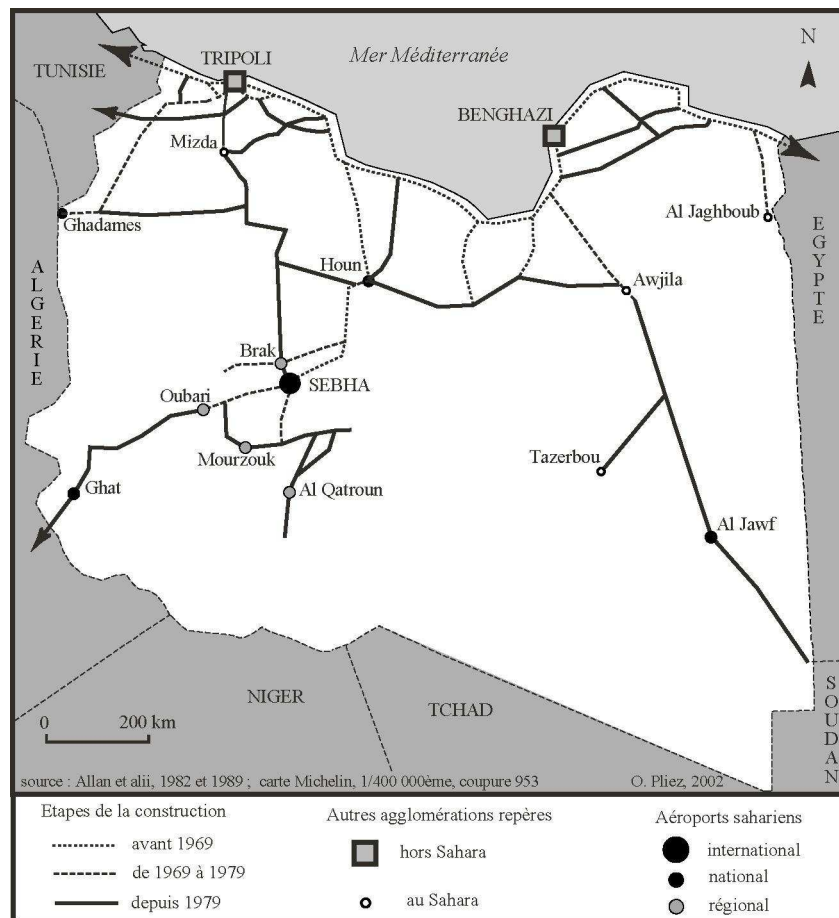 Mer Méditerranée
N
TRIPOLI
TUNISIE
BENGHAZI
Mizda
Ghadames
Al Jaghboub
EGYPTE
ALGERIE
Houn
Awjila
Brak
SEBHA
Oubari
Mourzouk
Tazerbou
Ghat
Al Qatroun
Al Jawf
NIGER
TCHAD
SOUDAN
0 200 km
source : Allan et alii, 1982 et 1989 ; carte Michelin, 1/400 000ème, coupure 953 O. Pliez, 2002
Etapes de la construction
avant 1969
de 1969 à 1979
depuis 1979
Autres agglomérations repères
hors Sahara
au Sahara
Aéroports sahariens
international
national
régional